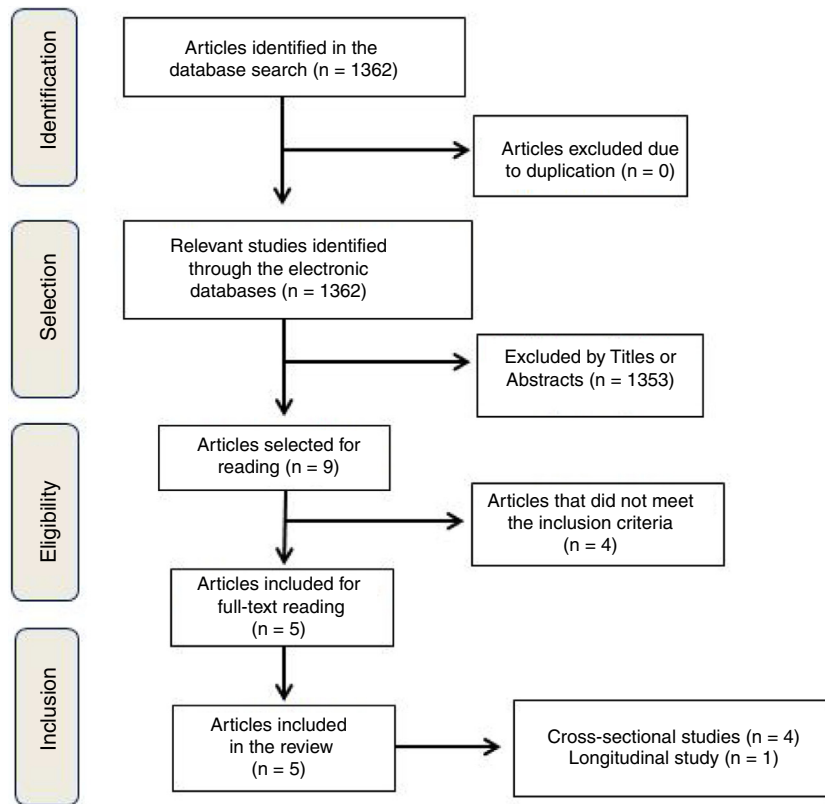 Identification
Articles identified in the
database search (n = 1362)
Articles excluded due
to duplication (n = 0)
Selection
Relevant studies identified
through the electronic
databases (n = 1362)
Excluded by Titles or
Abstracts (n = 1353)
Eligibility
Articles selected for
reading (n = 9)
Articles that did not meet
the inclusion criteria
(n = 4)
Articles included for
full-text reading
(n = 5)
Inclusion
Articles included
in the review
(n = 5)
Cross-sectional studies (n = 4)
Longitudinal study (n = 1)